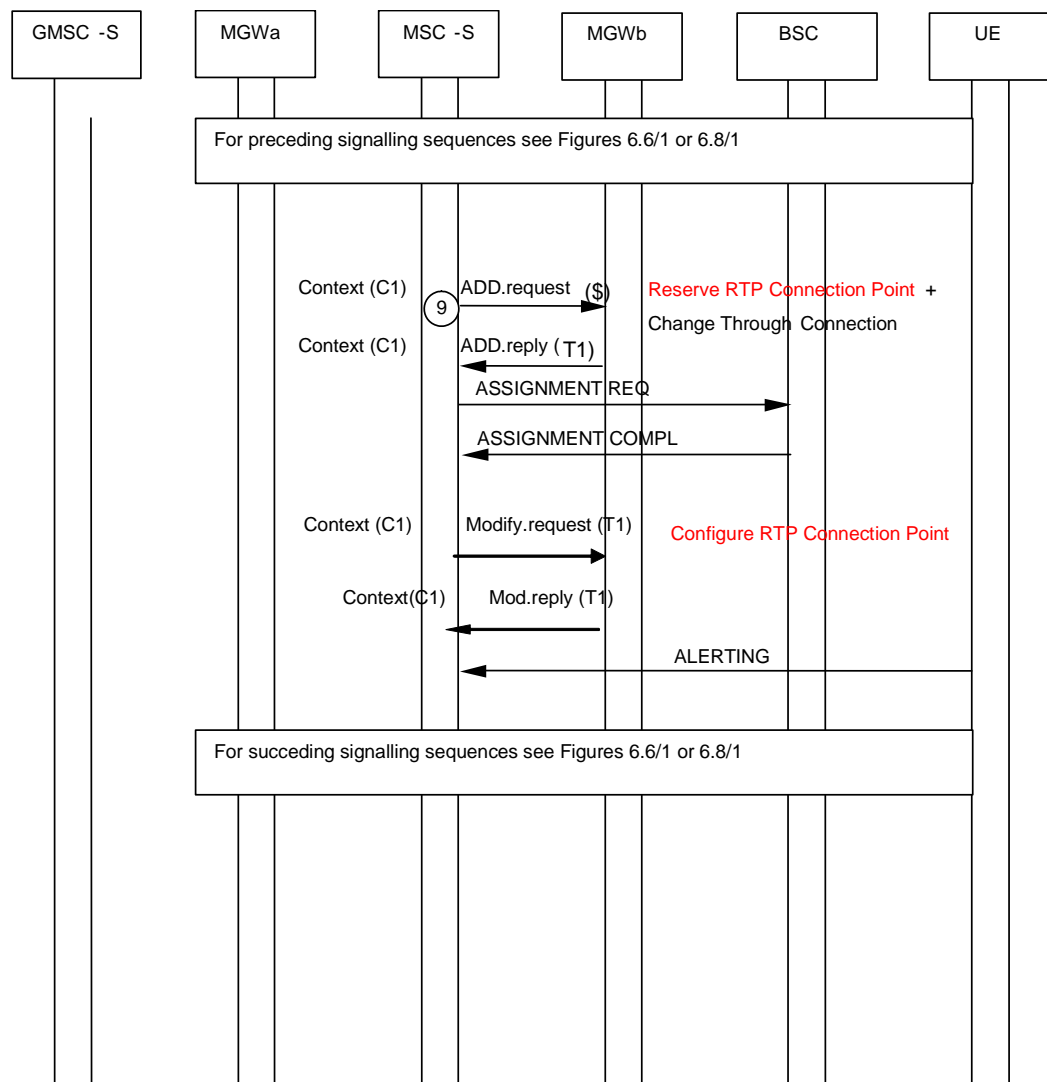 GMSC -S
MGWa
MSC -S
MGWb
BSC
UE
For preceding signalling sequences see Figures 6.6/1 or 6.8/1
Context (C1)
9
ADD.request ($)
Reserve RTP Connection Point +
Change Through Connection
Context (C1)
ADD.reply (T1)
ASSIGNMENT REQ
ASSIGNMENT COMPL
Context (C1)
Modify.request (T1)
Configure RTP Connection Point
Context(C1)
Mod.reply (T1)
ALERTING
For succeding signalling sequences see Figures 6.6/1 or 6.8/1